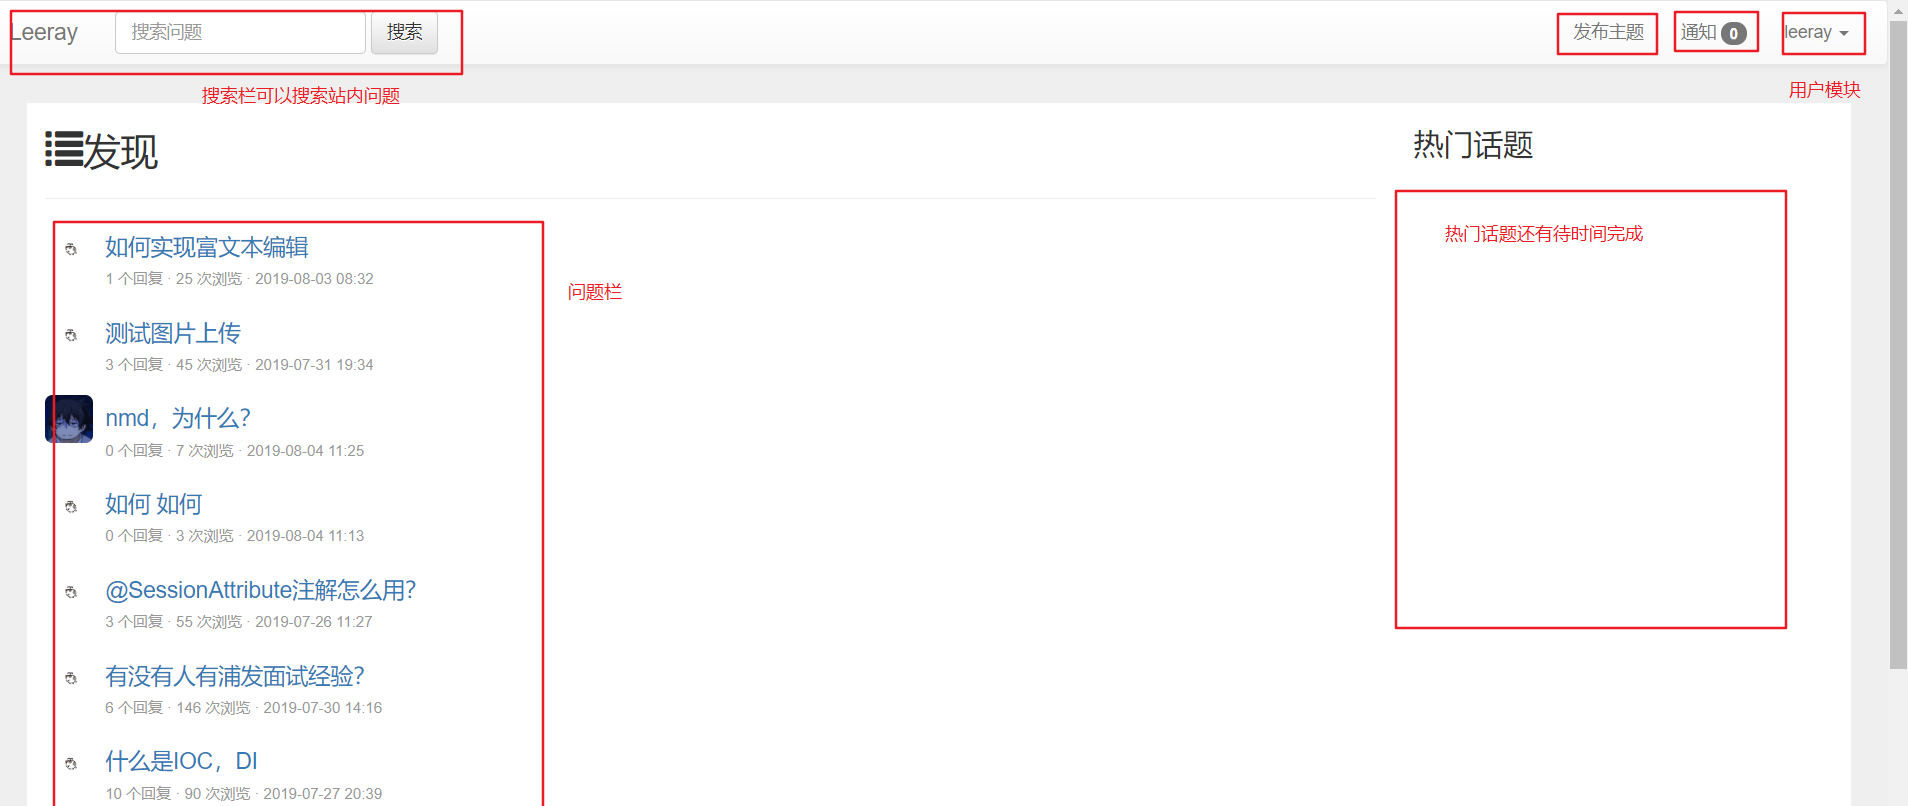 Leeray 搜索问题 搜索 发布主题 通知 0 leeray
搜索栏可以搜索站内问题
用户模块
发现
热门话题
热门话题还有待时间完成
问题栏
如何实现富文本编辑
1 个回复 · 25 次浏览 · 2019-08-03 08:32
测试图片上传
3 个回复 · 45 次浏览 · 2019-07-31 19:34
nmd，为什么？
0 个回复 · 7 次浏览 · 2019-08-04 11:25
如何 如何
0 个回复 · 3 次浏览 · 2019-08-04 11:13
@SessionAttribute注解怎么用？
3 个回复 · 55 次浏览 · 2019-07-26 11:27
有没有人有浦发面试经验？
6 个回复 · 146 次浏览 · 2019-07-30 14:16
什么是IOC，DI
10 个回复 · 90 次浏览 · 2019-07-27 20:39